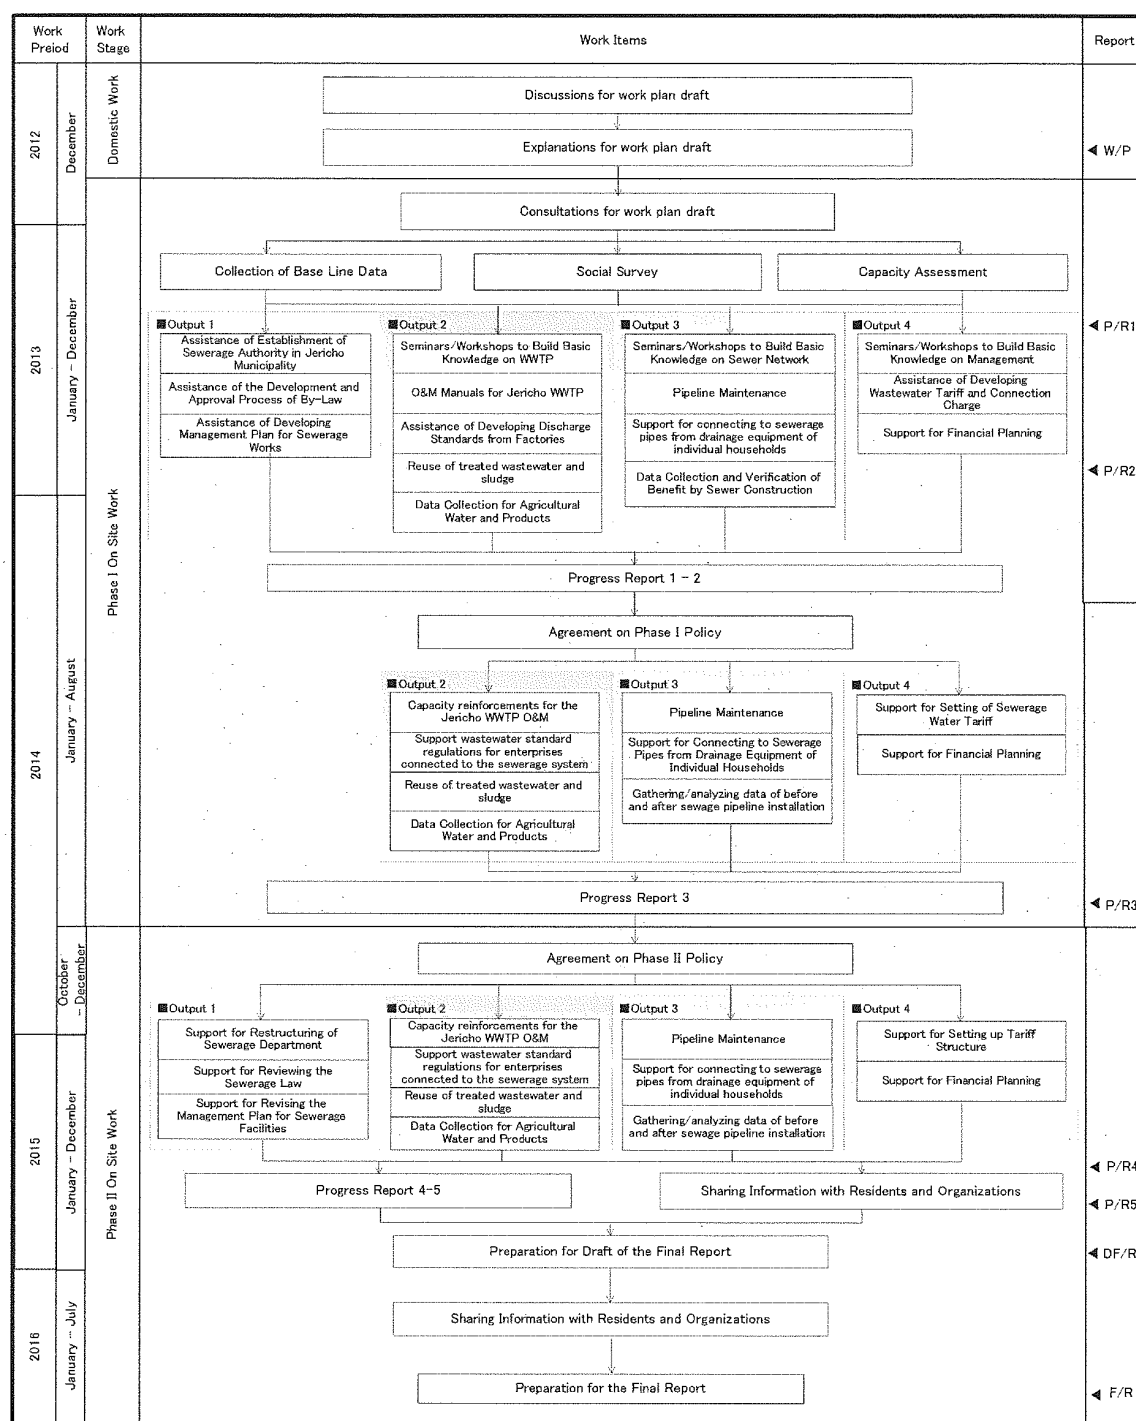 Work
Preiod
Work
Stage
Work Items
Report
2012
December
Domestic Work
Discussions for work plan draft
Explanations for work plan draft
W/P
Consultations for work plan draft
2013
January - December
Phase I On Site Work
Collection of Base Line Data
Social Survey
Capacity Assessment
P/R1
■Output 1
Assistance of Establishment of
Sewerage Authority in Jericho
Municipality
Assistance of the Development and
Approval Process of By-Law
Assistance of Developing
Management Plan for Sewerage
Works
■Output 2
Seminars/Workshops to Build Basic
Knowledge on WWTP
O&M Manuals for Jericho WWTP
Assistance of Developing Discharge
Standards from Factories
Reuse of treated wastewater and
sludge
Data Collection for Agricultural
Water and Products
■Output 3
Seminars/Workshops to Build Basic
Knowledge on Sewer Network
Pipeline Maintenance
Support for connecting to sewerage
pipes from drainage equipment of
individual households
Data Collection and Verification of
Benefit by Sewer Construction
■Output 4
Seminars/Workshops to Build Basic
Knowledge on Management
Assistance of Developing
Wastewater Tariff and Connection
Charge
Support for Financial Planning
P/R2
Progress Report 1 - 2
2014
January - August
Agreement on Phase I Policy
■Output 2
Capacity reinforcements for the
Jericho WWTP O&M
Support wastewater standard
regulations for enterprises
connected to the sewerage system
Reuse of treated wastewater and
sludge
Data Collection for Agricultural
Water and Products
■Output 3
Pipeline Maintenance
Support for Connecting to Sewerage
Pipes from Drainage Equipment of
Individual Households
Gathering/analyzing data of before
and after sewage pipeline installation
■Output 4
Support for Setting of Sewerage
Water Tariff
Support for Financial Planning
Progress Report 3
P/R3
October
- December
Phase II On Site Work
Agreement on Phase II Policy
■Output 1
Support for Restructuring of
Sewerage Department
Support for Reviewing the
Sewerage Law
Support for Revising the
Management Plan for Sewerage
Facilities
■Output 2
Capacity reinforcements for the
Jericho WWTP O&M
Support wastewater standard
regulations for enterprises
connected to the sewerage system
Reuse of treated wastewater and
sludge
Data Collection for Agricultural
Water and Products
■Output 3
Pipeline Maintenance
Support for connecting to sewerage
pipes from drainage equipment of
individual households
Gathering/analyzing data of before
and after sewage pipeline installation
■Output 4
Support for Setting up Tariff
Structure
Support for Financial Planning
2015
January - December
P/R4
Progress Report 4-5
Sharing Information with Residents and Organizations
P/R5
Preparation for Draft of the Final Report
DF/R
2016
January - July
Sharing Information with Residents and Organizations
Preparation for the Final Report
F/R